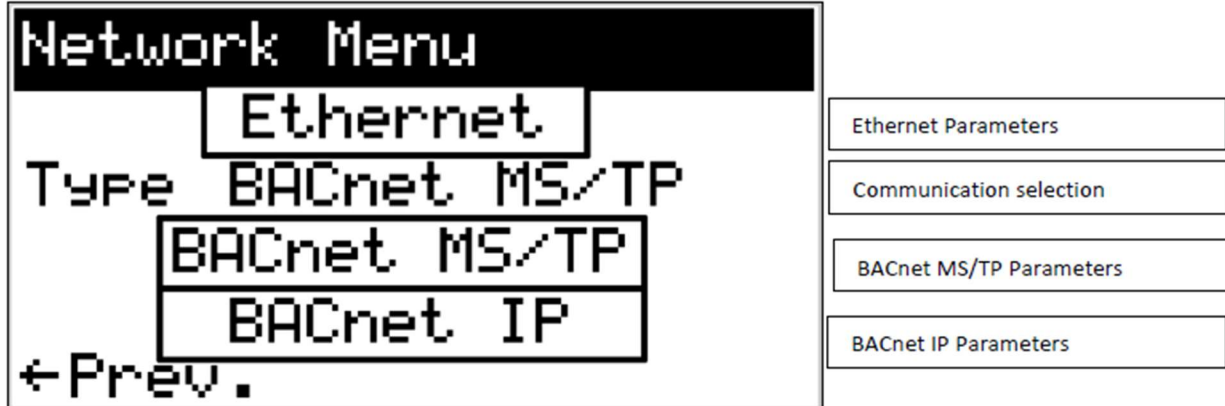 Network Menu
Ethernet
Ethernet Parameters
Type BACnet MS/TP
Communication selection
BACnet MS/TP
BACnet MS/TP Parameters
BACnet IP
BACnet IP Parameters
←Prev.